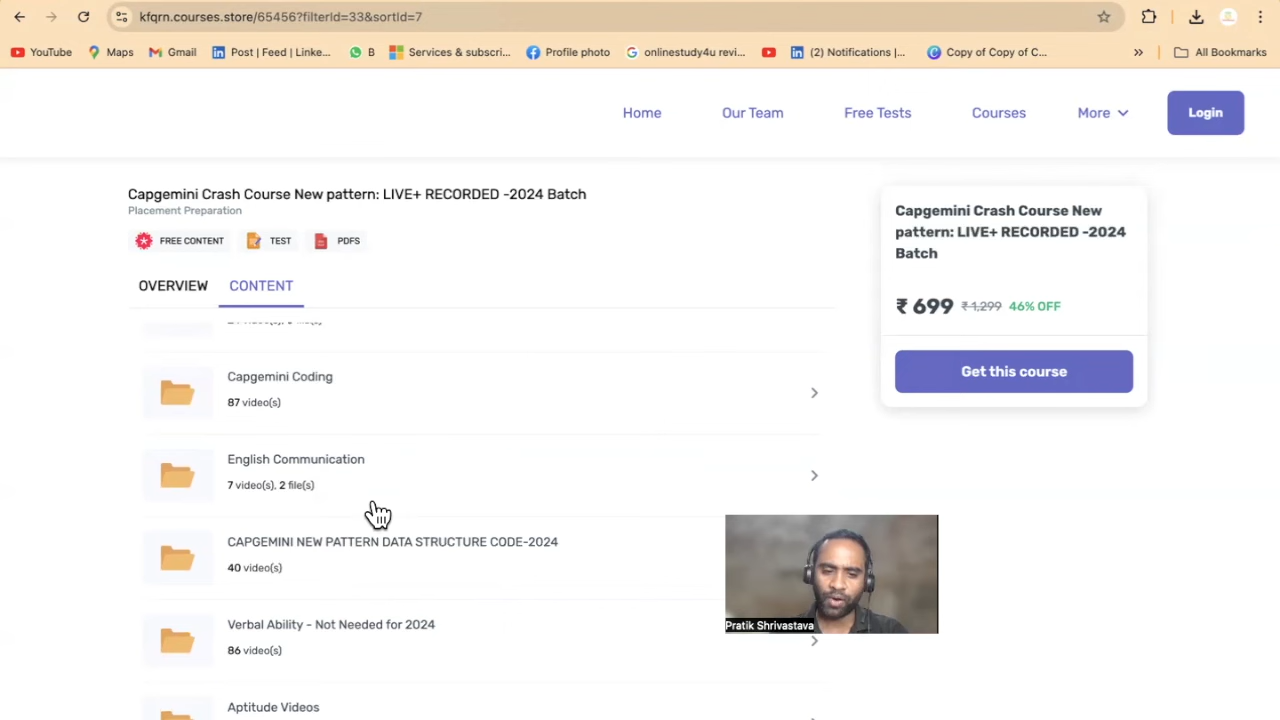 kfqrn.courses.store/65456?filterId=33&sortId=7
YouTube Maps Gmail Post | Feed | Linke... B Services & subscri... Profile photo onlinestudy4u revi... (2) Notifications |... Copy of Copy of C... » All Bookmarks
Home Our Team Free Tests Courses More Login
Capgemini Crash Course New pattern: LIVE+ RECORDED -2024 Batch
Placement Preparation
FREE CONTENT TEST PDFS
OVERVIEW CONTENT
Capgemini Coding
87 video(s)
English Communication
7 video(s), 2 file(s)
CAPGEMINI NEW PATTERN DATA STRUCTURE CODE-2024
40 video(s)
Verbal Ability - Not Needed for 2024
86 video(s)
Aptitude Videos
Capgemini Crash Course New
pattern: LIVE+ RECORDED -2024
Batch
₹ 699 ₹ 1,299 46% OFF
Get this course
Pratik Shrivastava